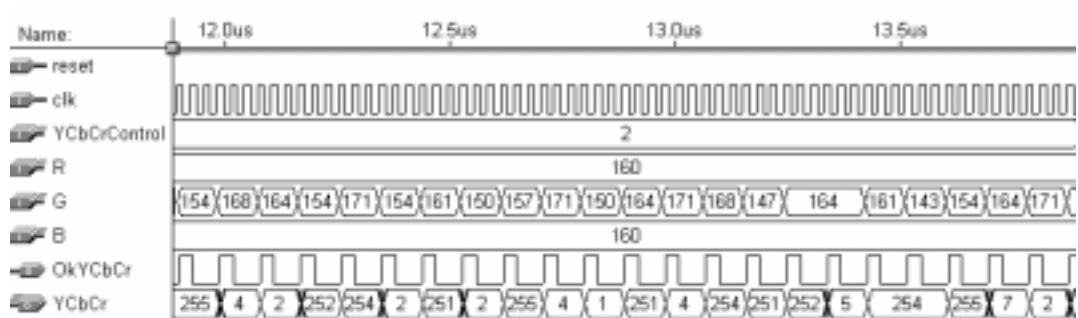 Name: 12.0us 12.5us 13.0us 13.5us
reset
clk
YCbCrControl 2
R 160
G 154 168 164 154 171 154 161 150 157 171 150 164 171 168 147 164 161 143 154 164 171
B 160
OkYCbCr
YCbCr 255 4 2 252 254 2 251 2 255 4 1 251 4 254 251 252 5 254 255 7 2